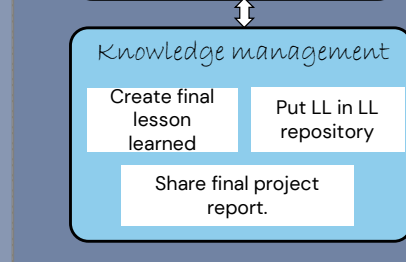 Knowledge management
Create final
lesson
learned
Put LL in LL
repository
Share final project
report.